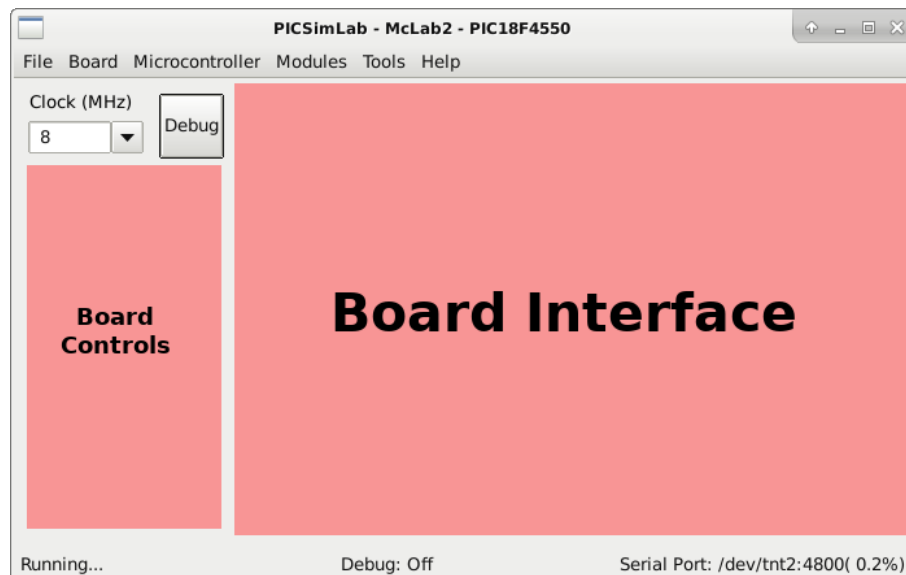 PICSimLab - McLab2 - PIC18F4550
File Board Microcontroller Modules Tools Help
Clock (MHz)
8
Debug
Board
Controls
Board Interface
Running...
Debug: Off
Serial Port: /dev/tnt2:4800( 0.2%)